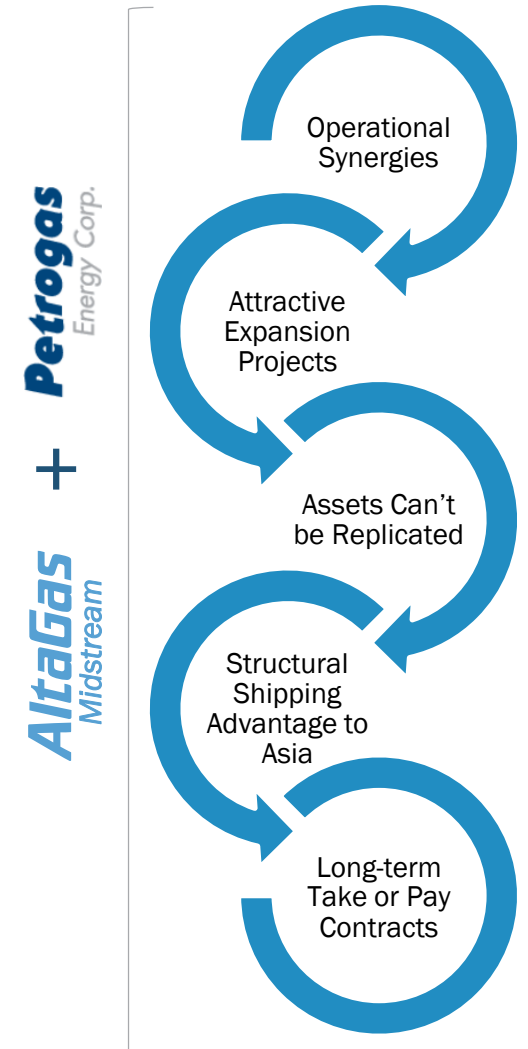 AltaGas
Midstream
+
Petrogas
Energy Corp.
Operational
Synergies
Attractive
Expansion
Projects
Assets Can't
be Replicated
Structural
Shipping
Advantage to
Asia
Long-term
Take or Pay
Contracts